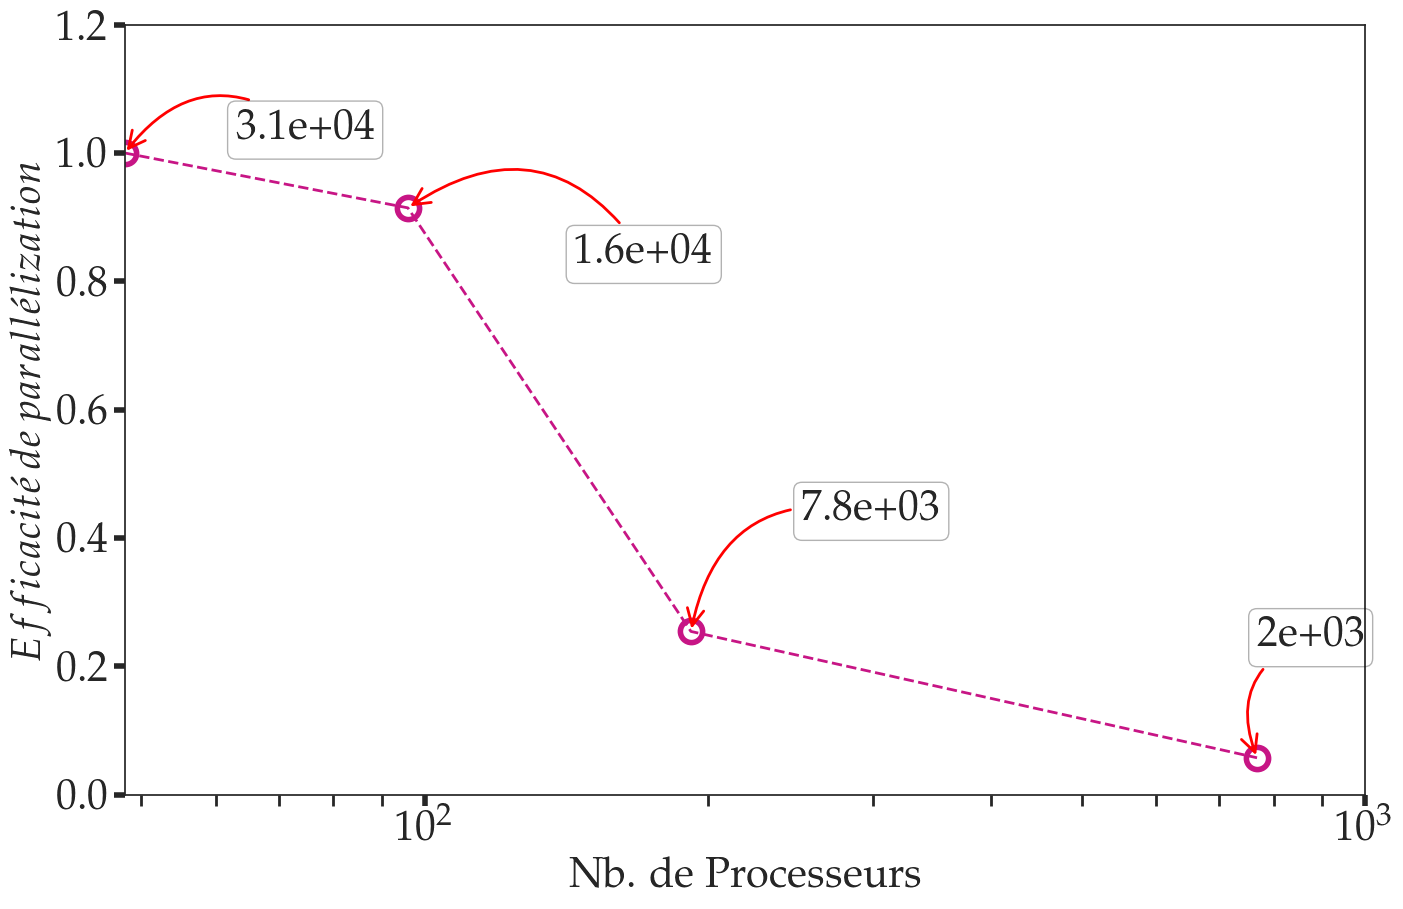 1.2
1.0
0.8
0.6
0.4
0.2
0.0
Efficacité de parallélization
3.1e+04
1.6e+04
7.8e+03
2e+03
10²
10³
Nb. de Processeurs